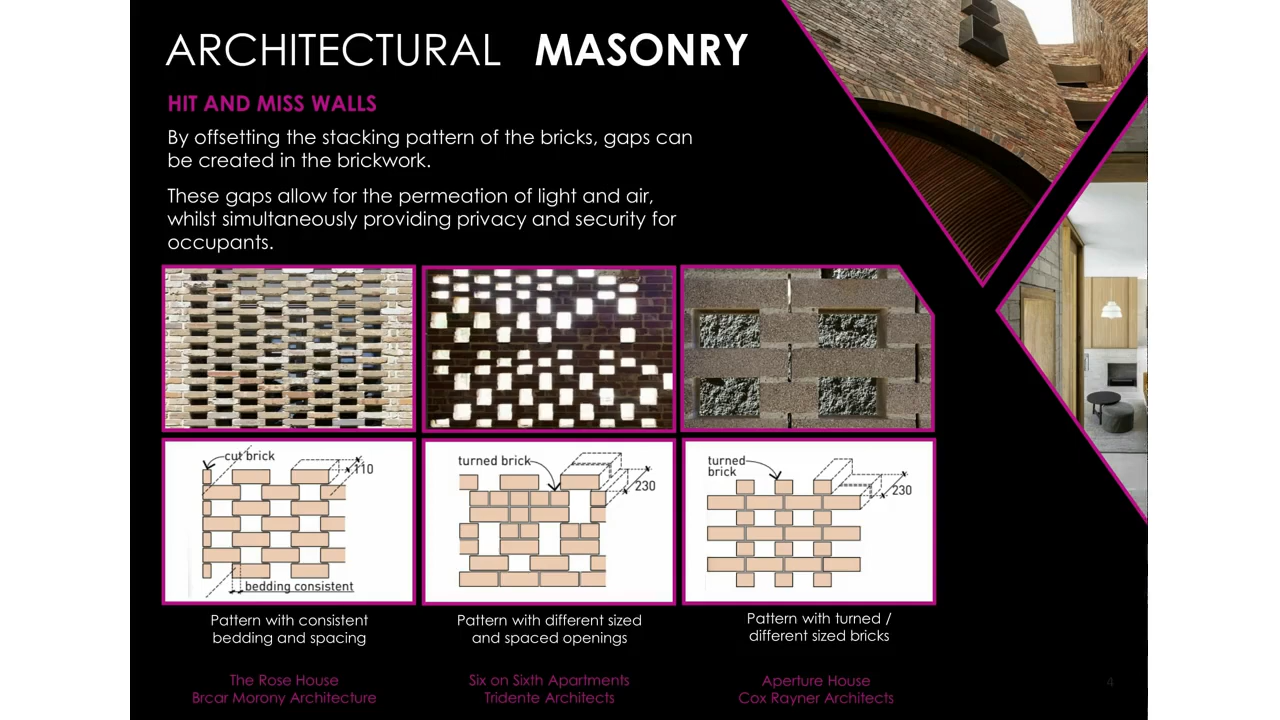 ARCHITECTURAL MASONRY
HIT AND MISS WALLS
By offsetting the stacking pattern of the bricks, gaps can
be created in the brickwork.
These gaps allow for the permeation of light and air,
whilst simultaneously providing privacy and security for
occupants.
cut brick
110
bedding consistent
turned brick
230
turned
brick
230
Pattern with consistent
bedding and spacing
Pattern with different sized
and spaced openings
Pattern with turned /
different sized bricks
The Rose House
Brcar Morony Architecture
Six on Sixth Apartments
Tridente Architects
Aperture House
Cox Rayner Architects
4